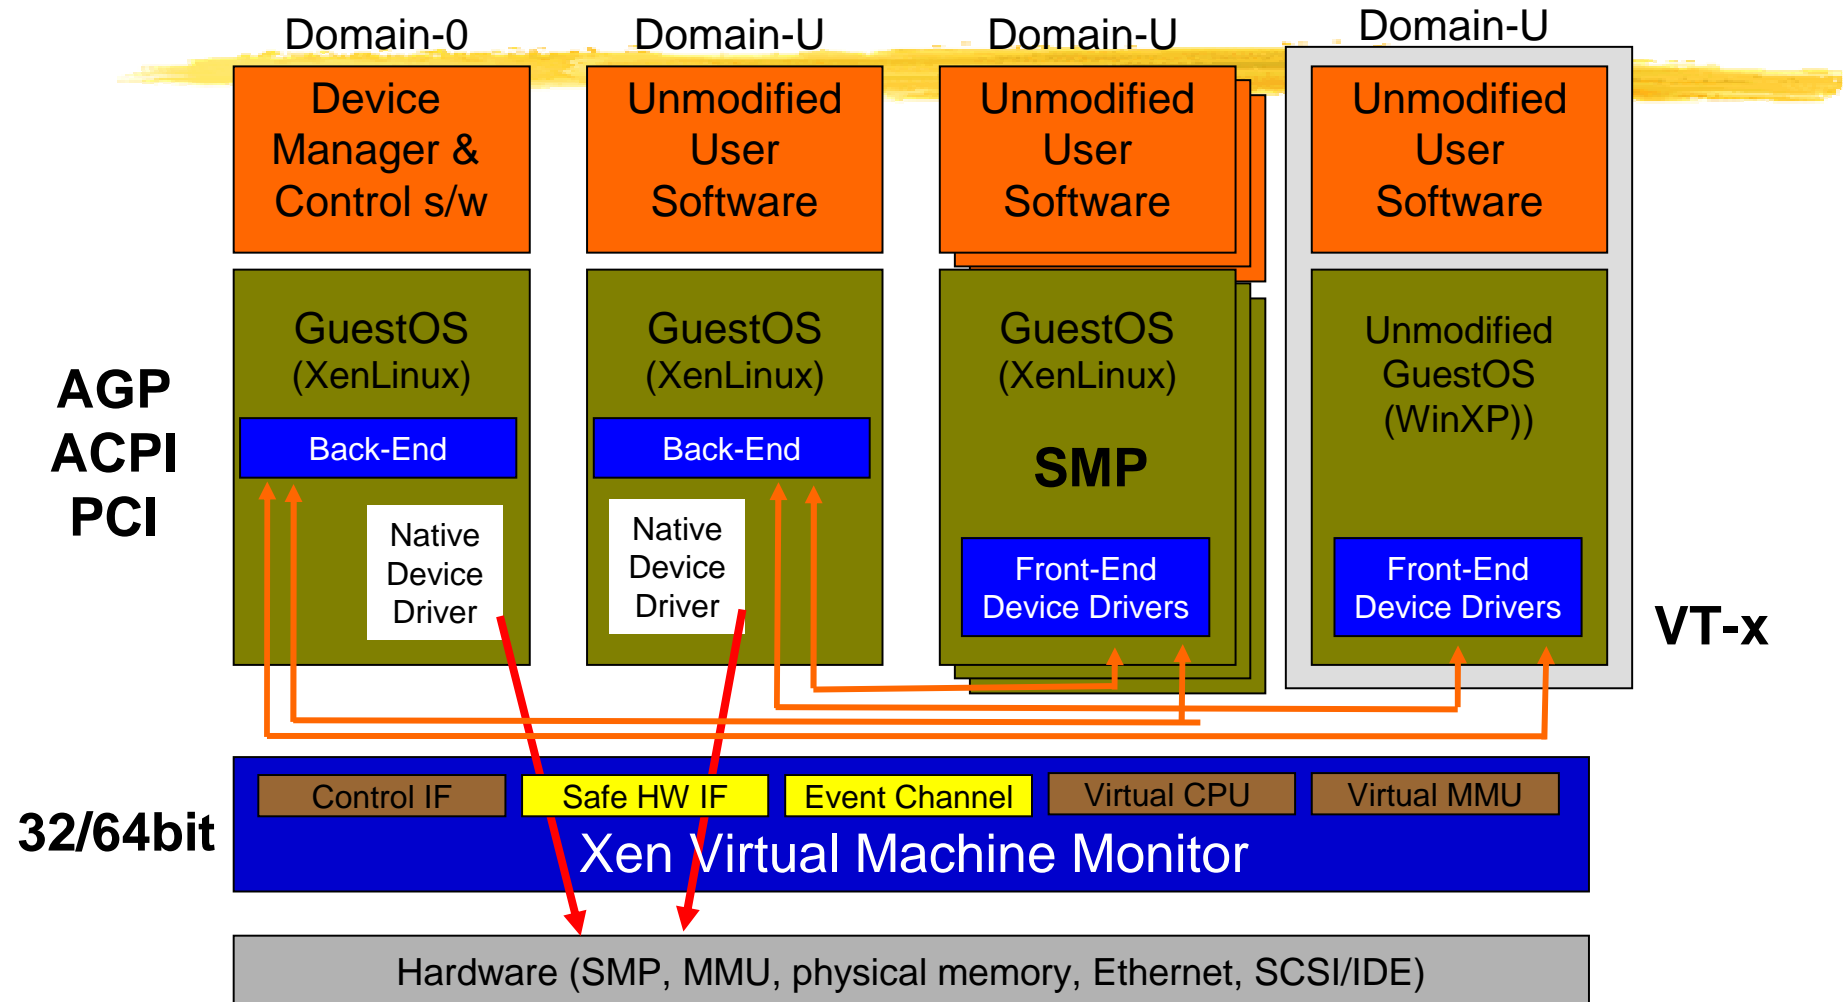 Domain-0
Domain-U
Domain-U
Domain-U
Device
Manager &
Control s/w
Unmodified
User
Software
Unmodified
User
Software
Unmodified
User
Software
AGP
ACPI
PCI
GuestOS
(XenLinux)
Back-End
Native
Device
Driver
GuestOS
(XenLinux)
Back-End
Native
Device
Driver
GuestOS
(XenLinux)
SMP
Front-End
Device Drivers
Unmodified
GuestOS
(WinXP))
Front-End
Device Drivers
VT-x
32/64bit
Control IF
Safe HW IF
Event Channel
Virtual CPU
Virtual MMU
Xen Virtual Machine Monitor
Hardware (SMP, MMU, physical memory, Ethernet, SCSI/IDE)